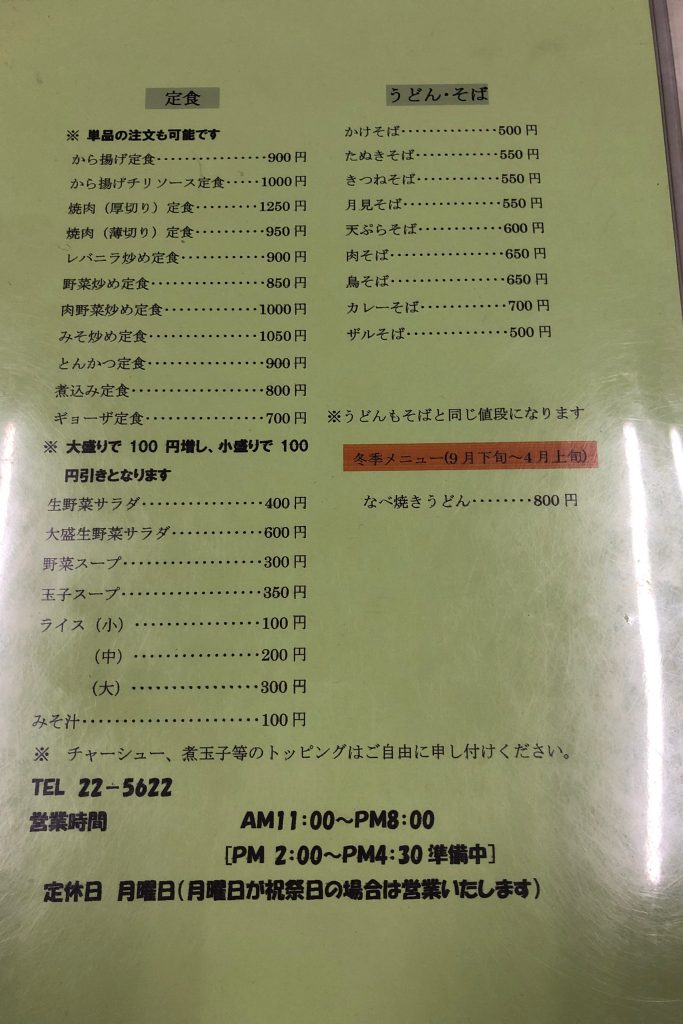 定食
※ 単品の注文も可能です
から揚げ定食················900円
から揚げチリソース定食·····1000円
焼肉(厚切り)定食·········1250円
焼肉(薄切り)定食··········950円
レバニラ炒め定食············900円
野菜炒め定食················850円
肉野菜炒め定食·············1000円
みそ炒め定食···············1050円
とんかつ定食················900円
煮込み定食··················800円
ギョーザ定食················700円
※ 大盛りで 100 円増し、小盛りで 100
円引きとなります
生野菜サラダ················400円
大盛生野菜サラダ············600円
野菜スープ··················300円
玉子スープ··················350円
ライス(小)················100円
(中)················200円
(大)················300円
みそ汁······················100円
うどん・そば
かけそば··············500円
たぬきそば············550円
きつねそば············550円
月見そば··············550円
天ぷらそば············600円
肉そば················650円
鳥そば················650円
カレーそば············700円
ザルそば··············500円
※うどんもそばと同じ値段になります
冬季メニュー(9月下旬~4月上旬)
なべ焼きうどん········800円
※ チャーシュー、煮玉子等のトッピングはご自由に申し付けください。
TEL 22-5622
営業時間 AM11:00~PM8:00
[PM 2:00~PM4:30 準備中]
定休日 月曜日(月曜日が祝祭日の場合は営業いたします)